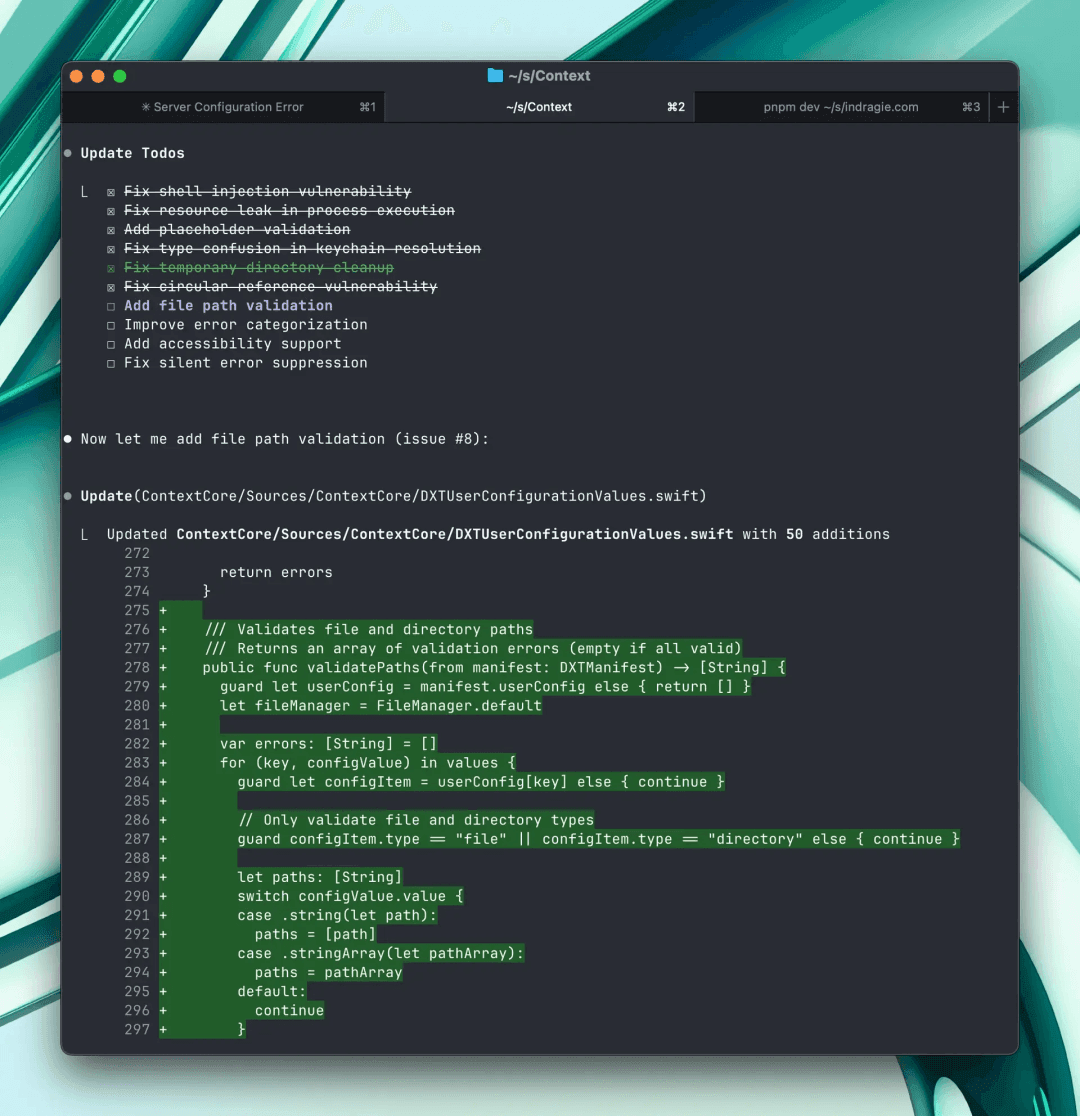 ~/s/Context
✳ Server Configuration Error ⌘1
~/s/Context ⌘2
pnpm dev ~/s/indragie.com ⌘3 +
● Update Todos
⎿ ☒ Fix shell injection vulnerability
☒ Fix resource leak in process execution
☒ Add placeholder validation
☒ Fix type confusion in keychain resolution
☒ Fix temporary directory cleanup
☒ Fix circular reference vulnerability
☐ Add file path validation
☐ Improve error categorization
☐ Add accessibility support
☐ Fix silent error suppression
● Now let me add file path validation (issue #8):
● Update(ContextCore/Sources/ContextCore/DXTUserConfigurationValues.swift)
⎿ Updated ContextCore/Sources/ContextCore/DXTUserConfigurationValues.swift with 50 additions
272
273         return errors
274       }
275 +
276 +     /// Validates file and directory paths
277 +     /// Returns an array of validation errors (empty if all valid)
278 +     public func validatePaths(from manifest: DXTManifest) -> [String] {
279 +       guard let userConfig = manifest.userConfig else { return [] }
280 +       let fileManager = FileManager.default
281 +
282 +       var errors: [String] = []
283 +       for (key, configValue) in values {
284 +         guard let configItem = userConfig[key] else { continue }
285 +
286 +         // Only validate file and directory types
287 +         guard configItem.type == "file" || configItem.type == "directory" else { continue }
288 +
289 +         let paths: [String]
290 +         switch configValue.value {
291 +         case .string(let path):
292 +           paths = [path]
293 +         case .stringArray(let pathArray):
294 +           paths = pathArray
295 +         default:
296 +           continue
297 +         }